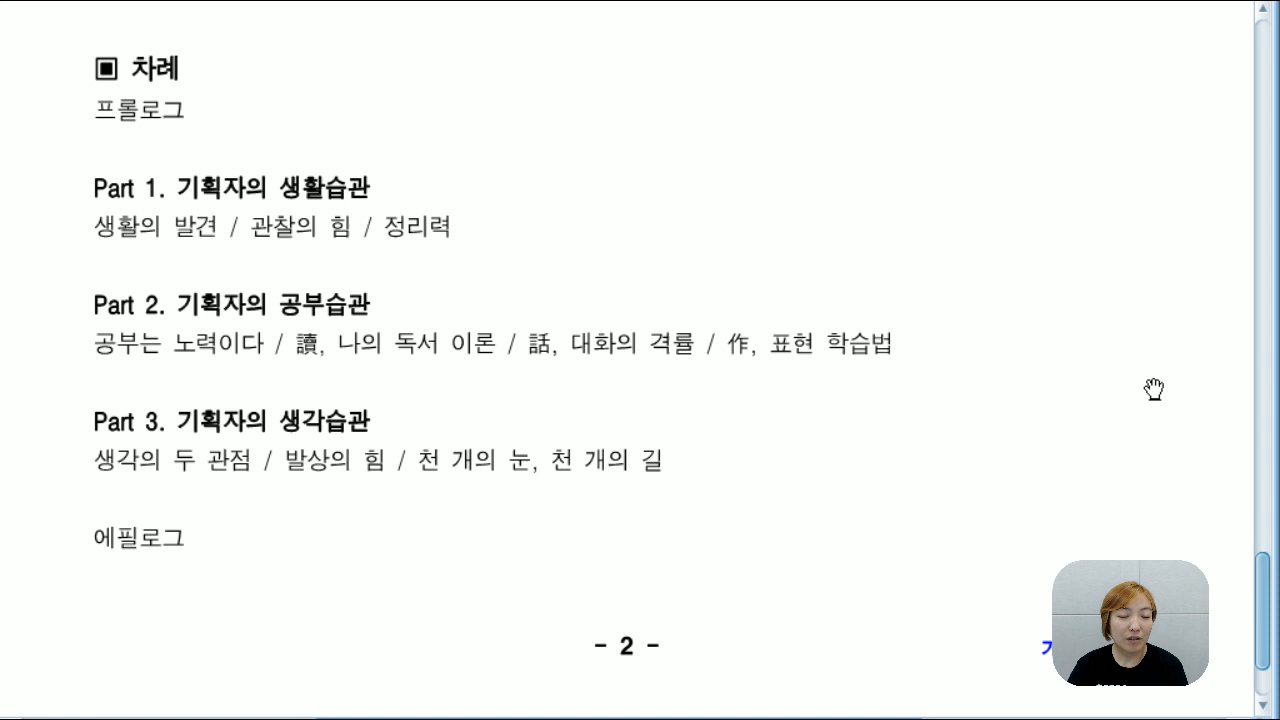 ▣ 차례
프롤로그
Part 1. 기획자의 생활습관
생활의 발견 / 관찰의 힘 / 정리력
Part 2. 기획자의 공부습관
공부는 노력이다 / 讀, 나의 독서 이론 / 話, 대화의 격률 / 作, 표현 학습법
Part 3. 기획자의 생각습관
생각의 두 관점 / 발상의 힘 / 천 개의 눈, 천 개의 길
에필로그
- 2 -